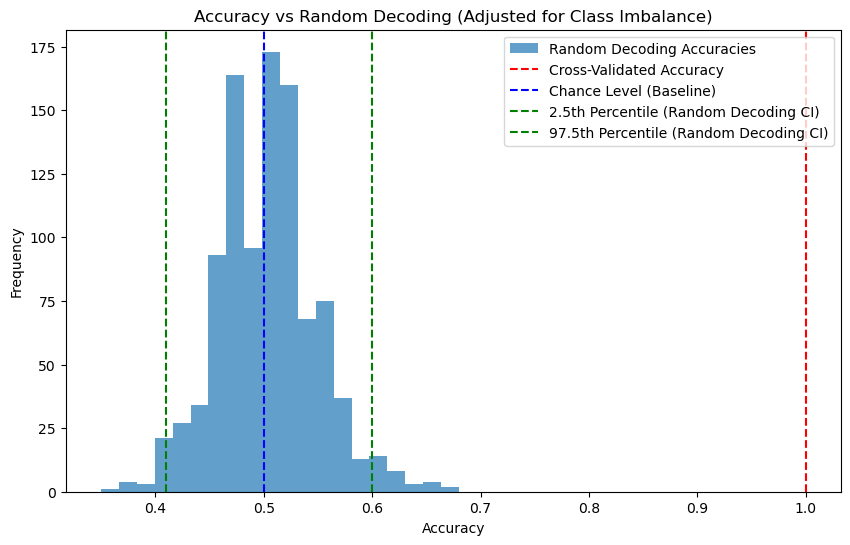 Accuracy vs Random Decoding (Adjusted for Class Imbalance)
Random Decoding Accuracies
Cross-Validated Accuracy
Chance Level (Baseline)
2.5th Percentile (Random Decoding CI)
97.5th Percentile (Random Decoding CI)
Frequency
175
150
125
100
75
50
25
0
0.4 0.5 0.6 0.7 0.8 0.9 1.0
Accuracy